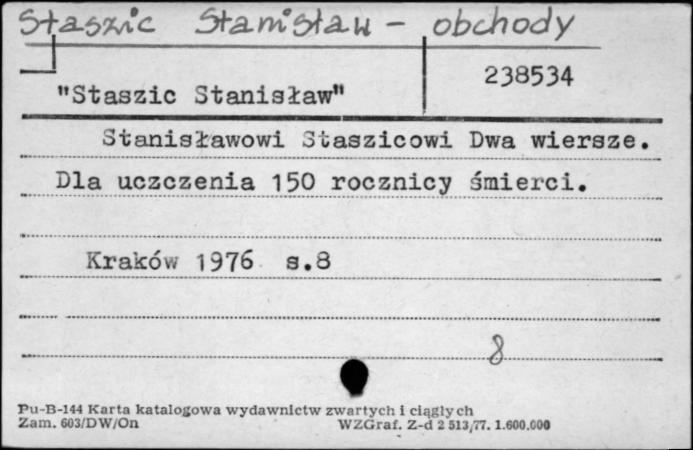 Staszic Stanisław - obchody
238534
"Staszic Stanisław"
Stanisławowi Staszicowi Dwa wiersze.
Dla uczczenia 150 rocznicy śmierci.
Kraków 1976 s.8
8
Pu-B-144 Karta katalogowa wydawnictw zwartych i ciągłych
Zam. 603/DW/On WZGraf. Z-d 2 513/77. 1.600.000